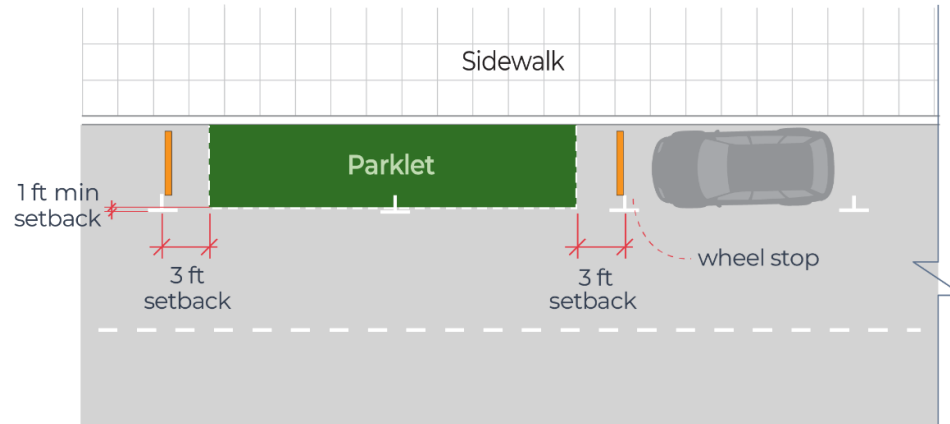 Sidewalk
Parklet
1 ft min
setback
wheel stop
3 ft
setback
3 ft
setback